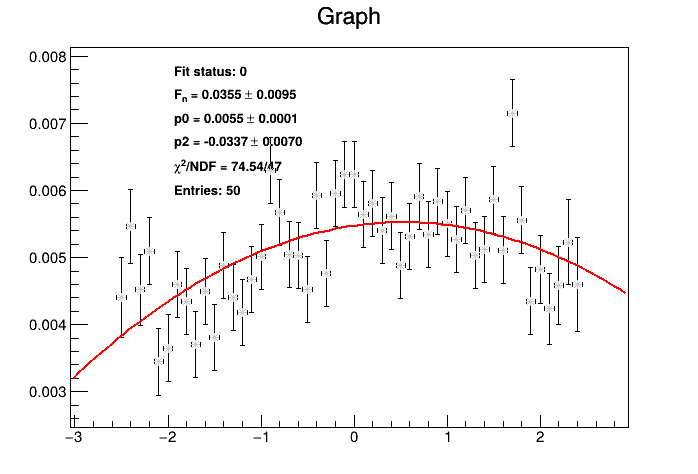 Graph
0.008
0.007
0.006
0.005
0.004
0.003
Fit status: 0
Fn = 0.0355 ± 0.0095
p0 = 0.0055 ± 0.0001
p2 = -0.0337 ± 0.0070
χ²/NDF = 74.54/47
Entries: 50
−3 −2 −1 0 1 2